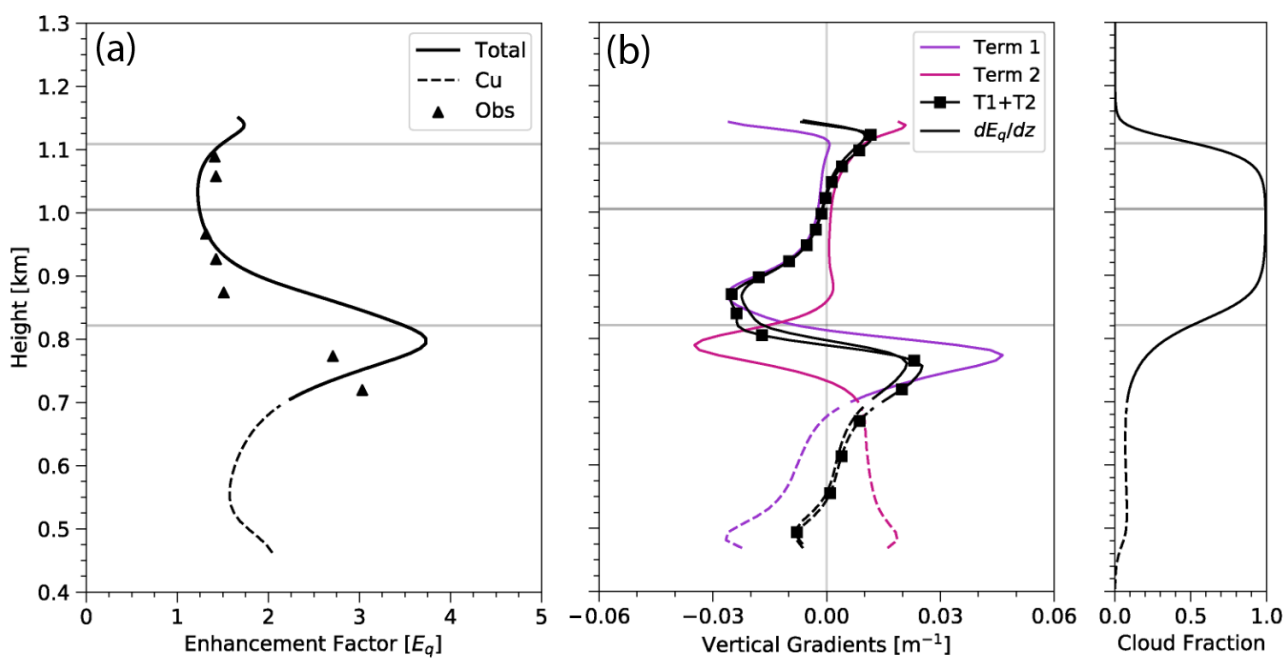 (a)
Total
Cu
Obs
1.3
1.2
1.1
1.0
0.9
0.8
0.7
0.6
0.5
0.4
Height [km]
0 1 2 3 4 5
Enhancement Factor [E_q]
(b)
Term 1
Term 2
T1+T2
dE_q/dz
−0.06 −0.03 0.00 0.03 0.06
Vertical Gradients [m⁻¹]
0.0 0.5 1.0
Cloud Fraction